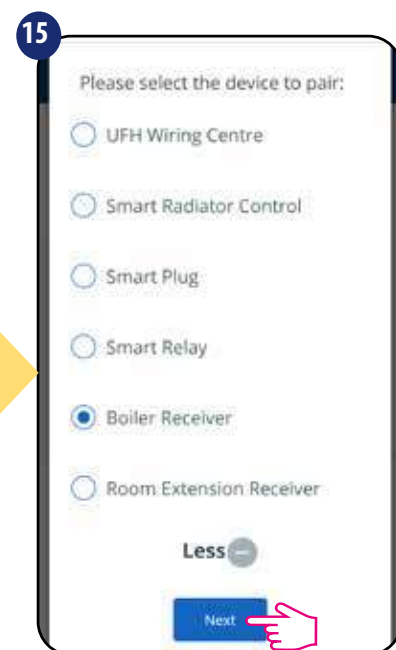 15
Please select the device to pair:
UFH Wiring Centre
Smart Radiator Control
Smart Plug
Smart Relay
Boiler Receiver
Room Extension Receiver
Less
Next